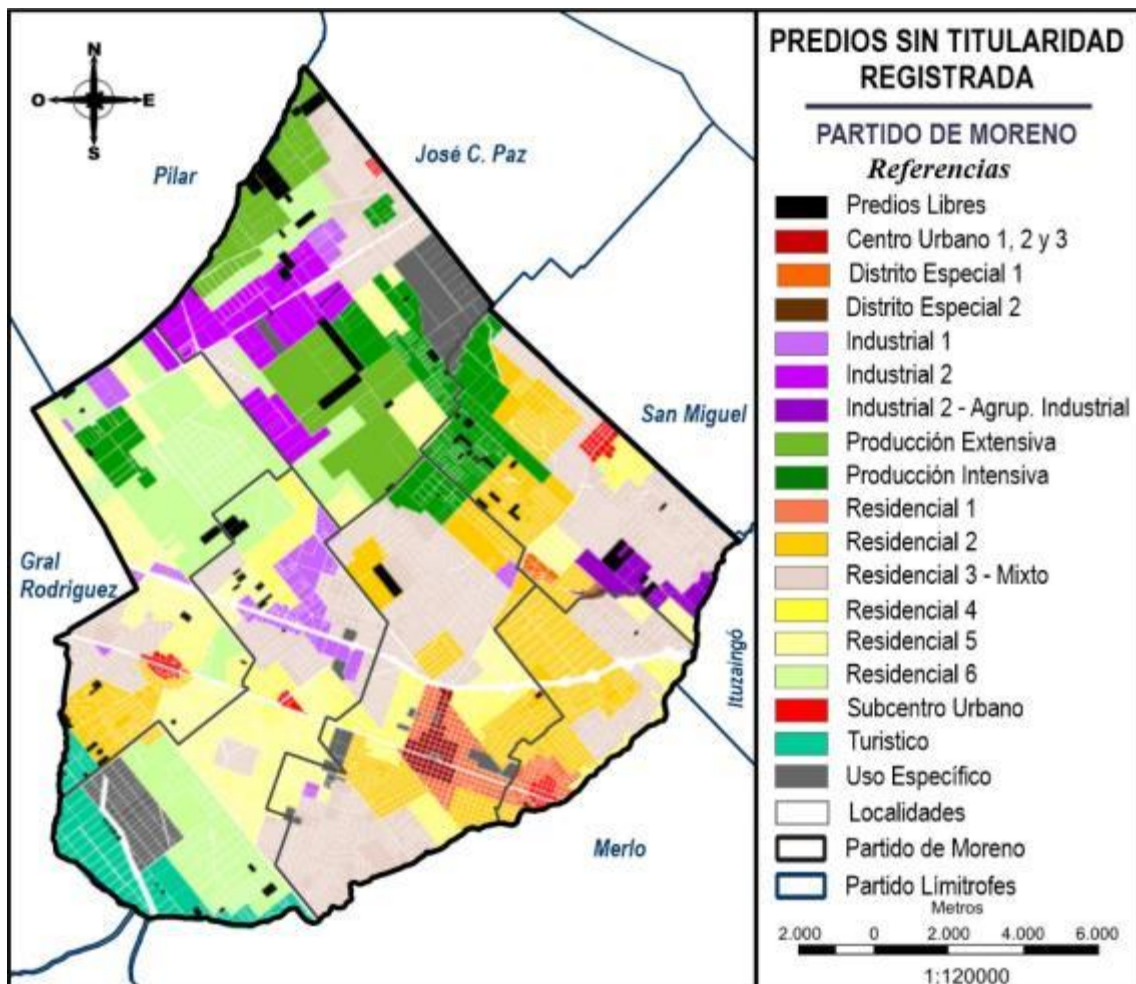 N
O
E
S
Pilar
José C. Paz
San Miguel
Gral
Rodriguez
Ituzaingó
Merlo
PREDIOS SIN TITULARIDAD
REGISTRADA
PARTIDO DE MORENO
Referencias
Predios Libres
Centro Urbano 1, 2 y 3
Distrito Especial 1
Distrito Especial 2
Industrial 1
Industrial 2
Industrial 2 - Agrup. Industrial
Producción Extensiva
Producción Intensiva
Residencial 1
Residencial 2
Residencial 3 - Mixto
Residencial 4
Residencial 5
Residencial 6
Subcentro Urbano
Turistico
Uso Específico
Localidades
Partido de Moreno
Partido Límitrofes
Metros
2.000 0 2.000 4.000 6.000
1:120000